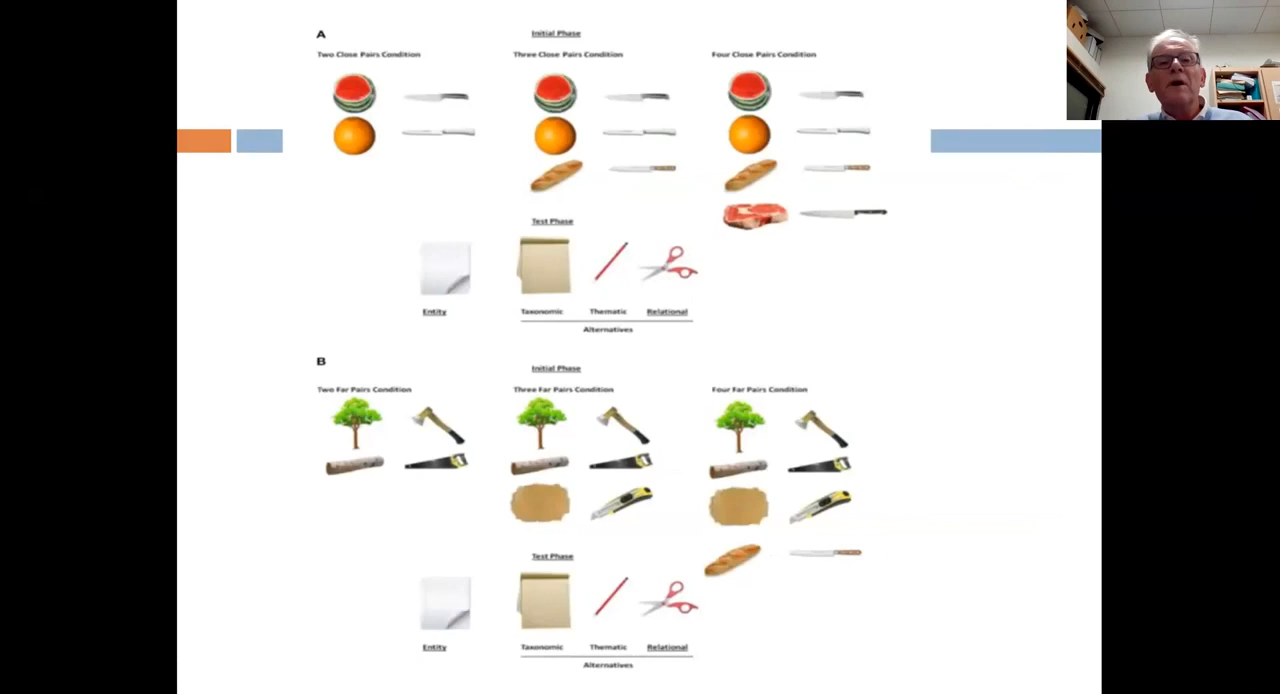 A
Initial Phase
Two Close Pairs Condition
Three Close Pairs Condition
Four Close Pairs Condition
Test Phase
Entity
Taxonomic
Thematic
Relational
Alternatives
B
Initial Phase
Two Far Pairs Condition
Three Far Pairs Condition
Four Far Pairs Condition
Test Phase
Entity
Taxonomic
Thematic
Relational
Alternatives